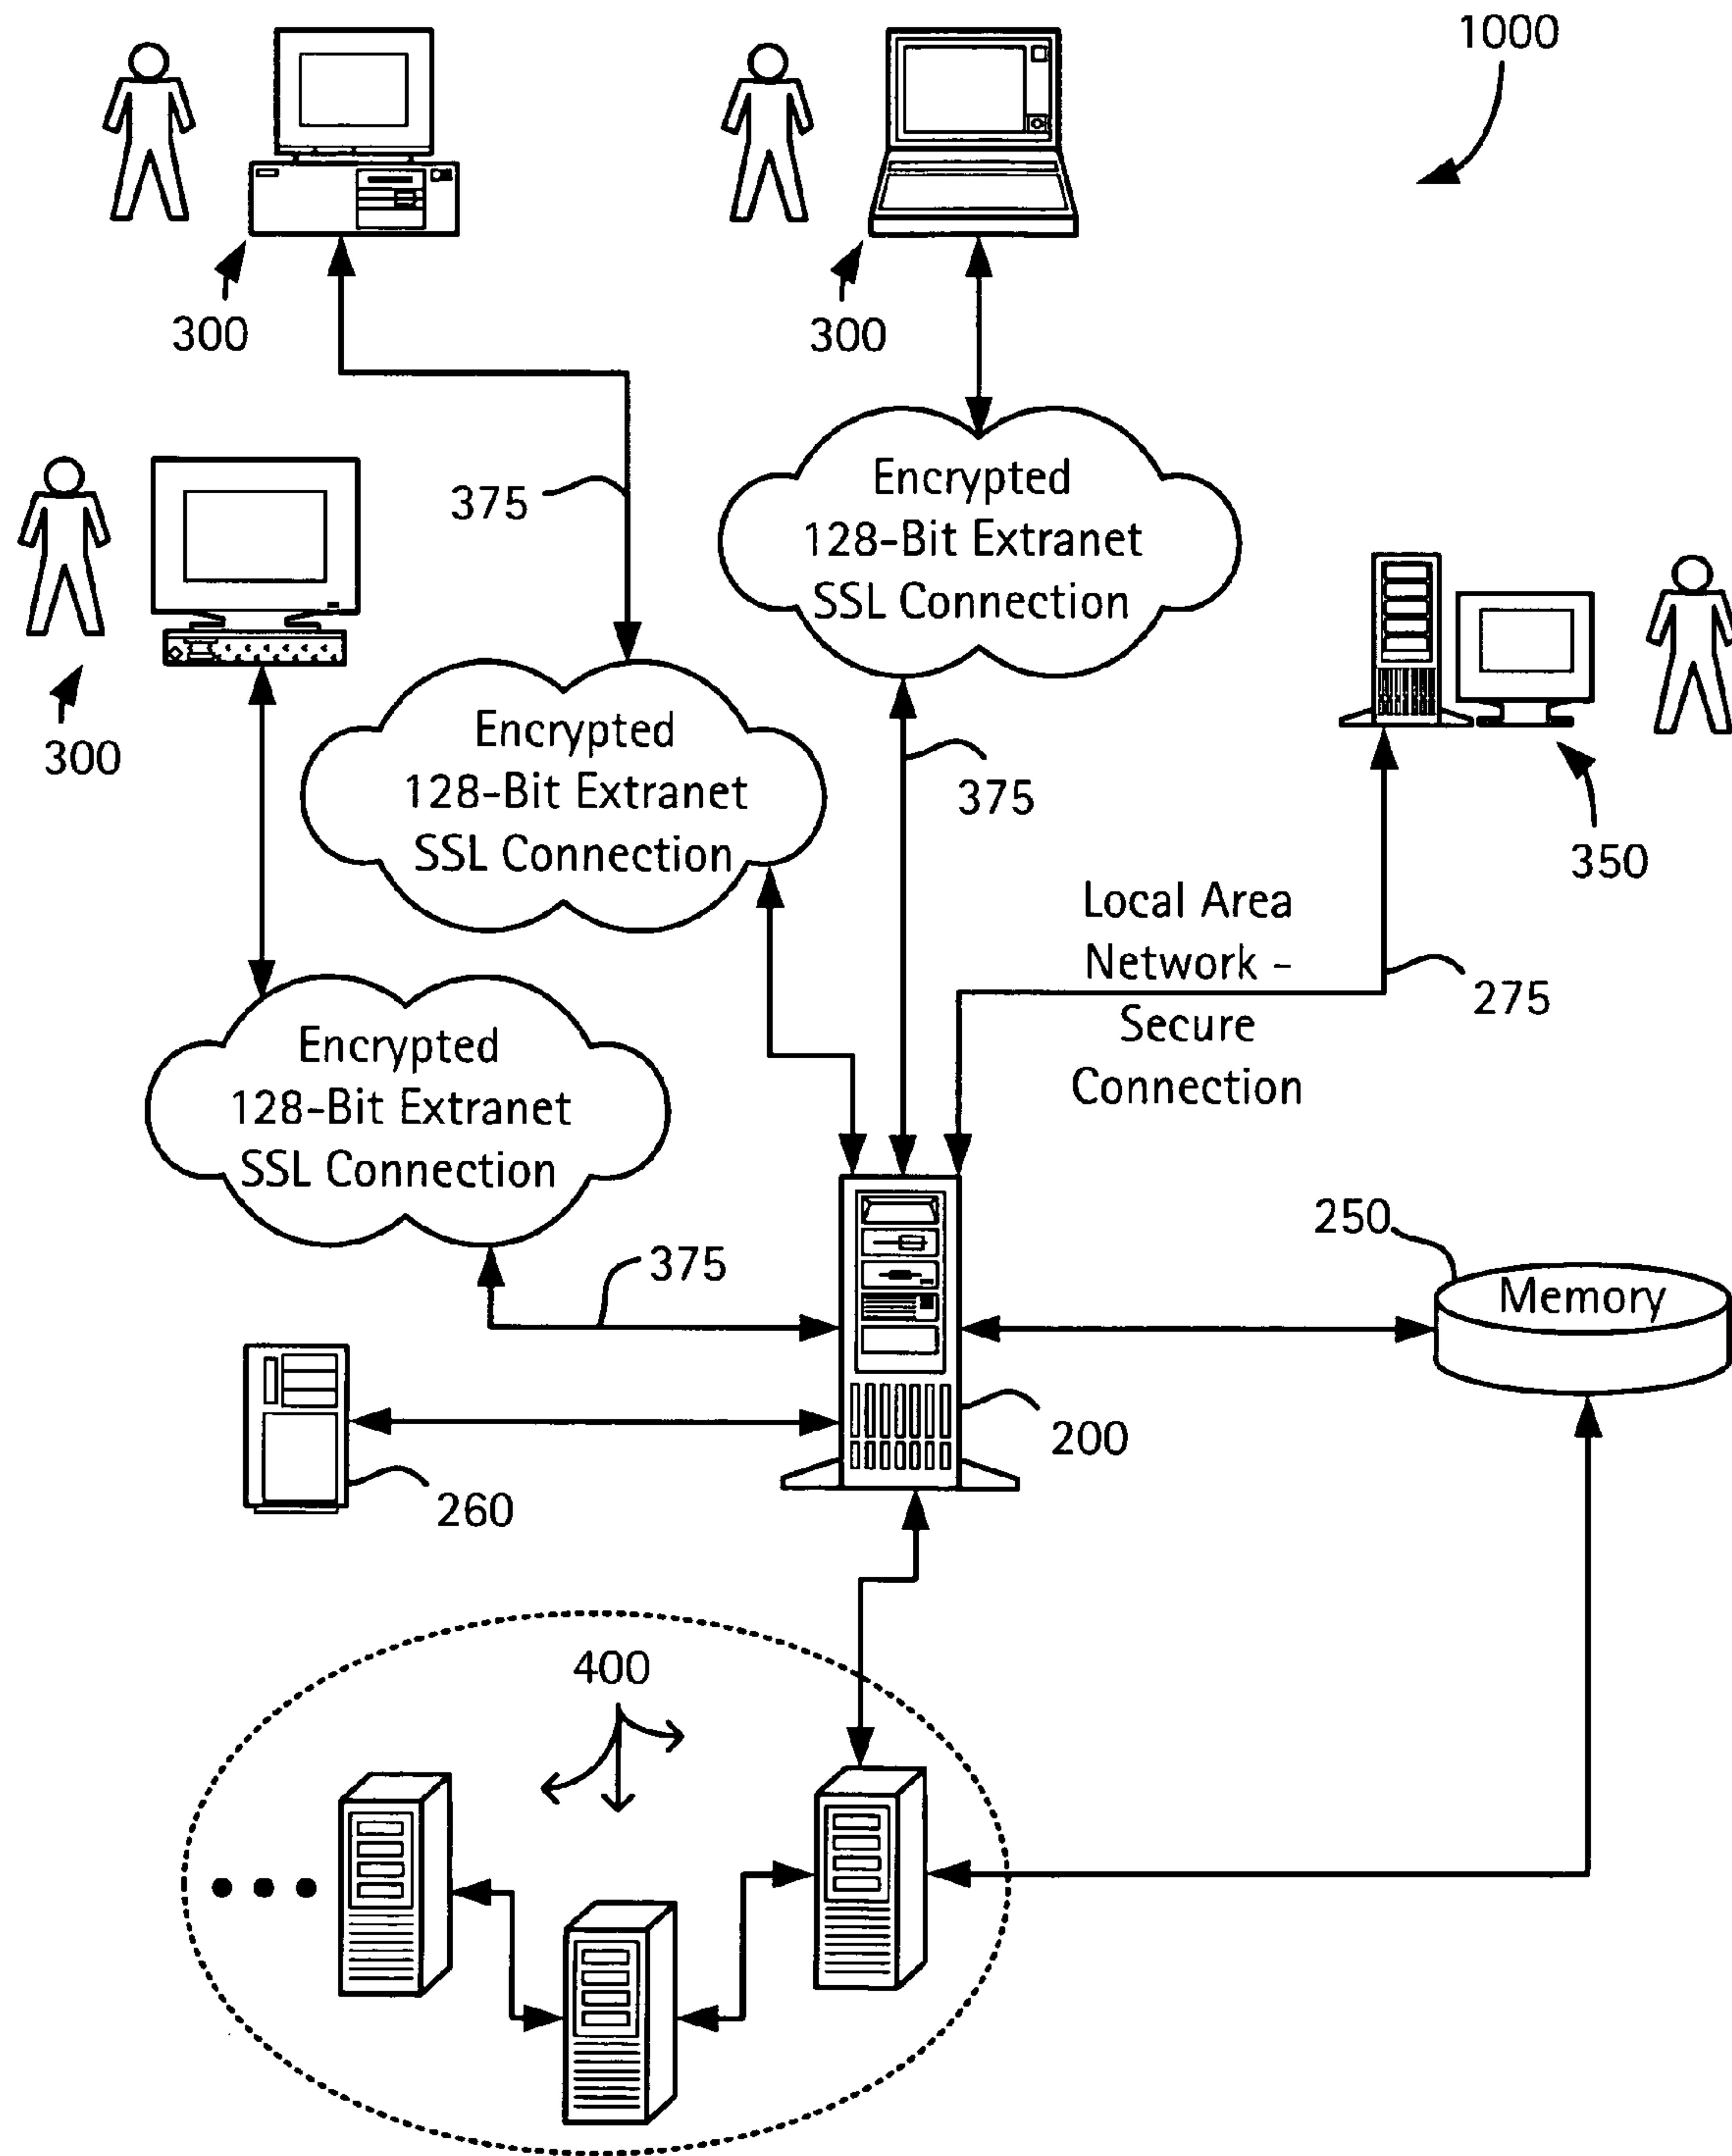 1000
300
300
Encrypted
128-Bit Extranet
SSL Connection
375
300
Encrypted
128-Bit Extranet
SSL Connection
375
350
Local Area
Network -
Secure
Connection
275
Encrypted
128-Bit Extranet
SSL Connection
375
250
Memory
200
260
400